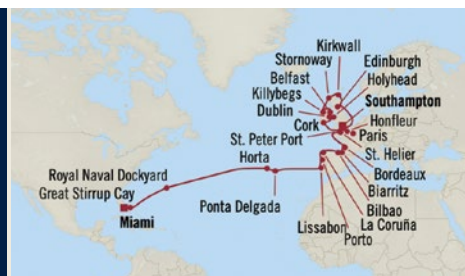 Kirkwall
Stornoway
Edinburgh
Belfast
Holyhead
Killybegs
Southampton
Dublin
Honfleur
Cork
Paris
St. Peter Port
St. Helier
Royal Naval Dockyard
Horta
Bordeaux
Great Stirrup Cay
Biarritz
Miami
Ponta Delgada
Bilbao
La Coruña
Lissabon
Porto